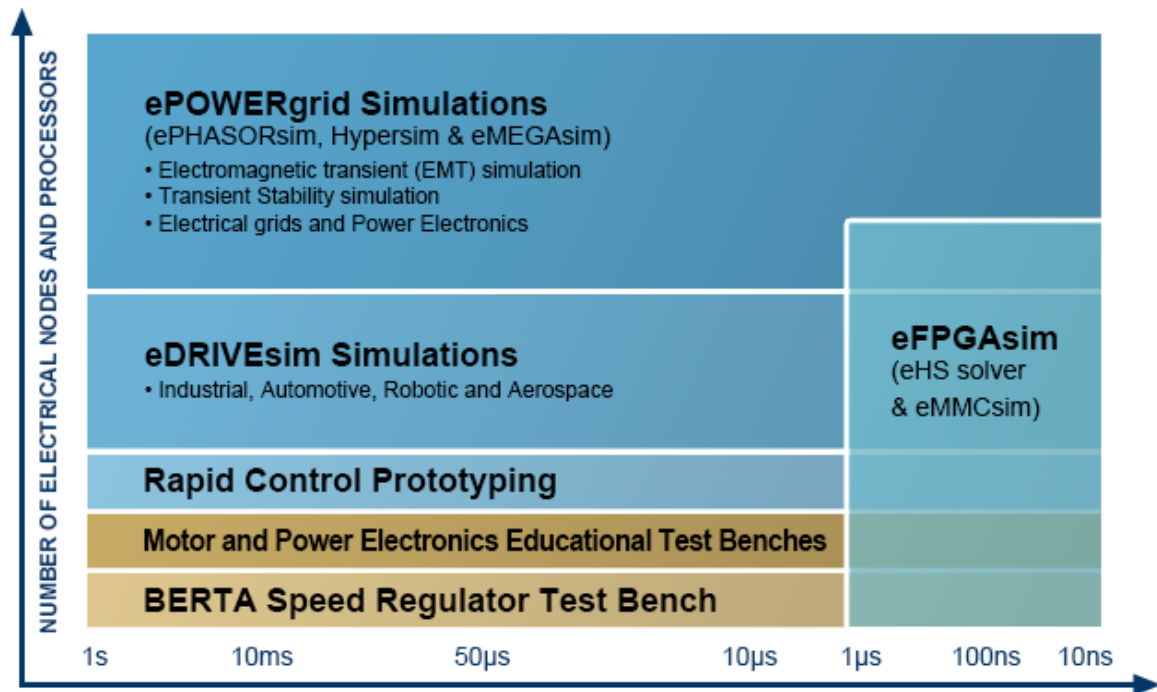 NUMBER OF ELECTRICAL NODES AND PROCESSORS
ePOWERgrid Simulations
(ePHASORsim, Hypersim & eMEGAsim)
• Electromagnetic transient (EMT) simulation
• Transient Stability simulation
• Electrical grids and Power Electronics
eDRIVEsim Simulations
• Industrial, Automotive, Robotic and Aerospace
eFPGAsim
(eHS solver
& eMMCsim)
Rapid Control Prototyping
Motor and Power Electronics Educational Test Benches
BERTA Speed Regulator Test Bench
1s 10ms 50µs 10µs 1µs 100ns 10ns